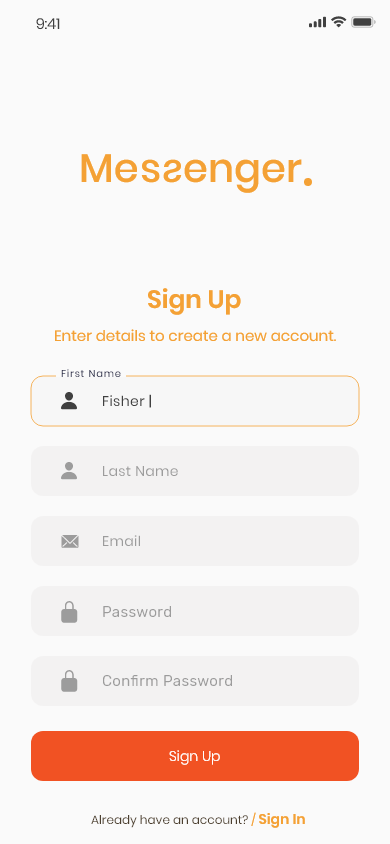 9:41
Messenger.
Sign Up
Enter details to create a new account.
First Name
Fisher |
Last Name
Email
Password
Confirm Password
Sign Up
Already have an account? / Sign In